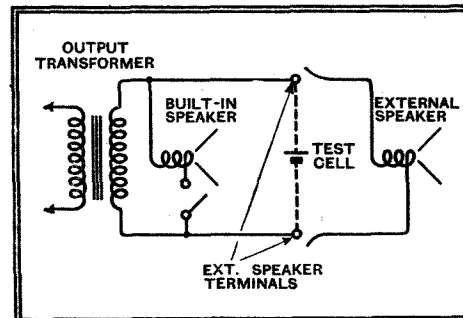 OUTPUT
TRANSFORMER
BUILT-IN
SPEAKER
EXTERNAL
SPEAKER
TEST
CELL
EXT. SPEAKER
TERMINALS